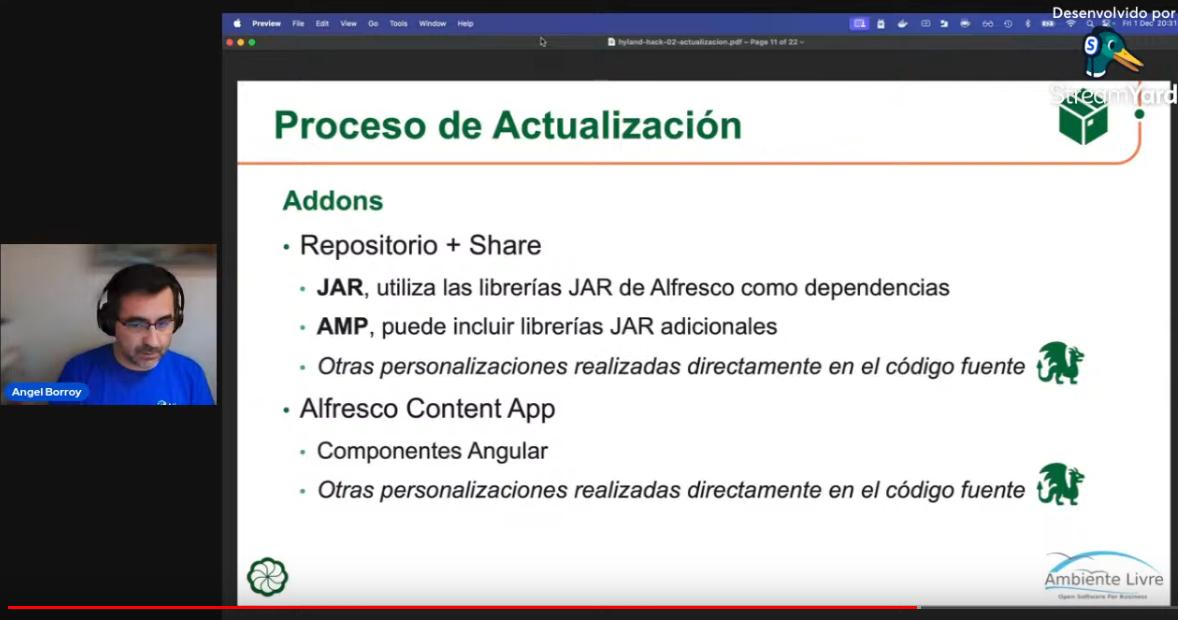 Desenvolvido por
Preview File Edit View Go Tools Window Help
Fri 1 Dec 20:31
hyland-hack-02-actualizacion.pdf – Page 11 of 22
S
StreamYard
Proceso de Actualización
Addons
• Repositorio + Share
• JAR, utiliza las librerías JAR de Alfresco como dependencias
• AMP, puede incluir librerías JAR adicionales
• Otras personalizaciones realizadas directamente en el código fuente
Angel Borroy
• Alfresco Content App
• Componentes Angular
• Otras personalizaciones realizadas directamente en el código fuente
Ambiente Livre
Open Software For Business